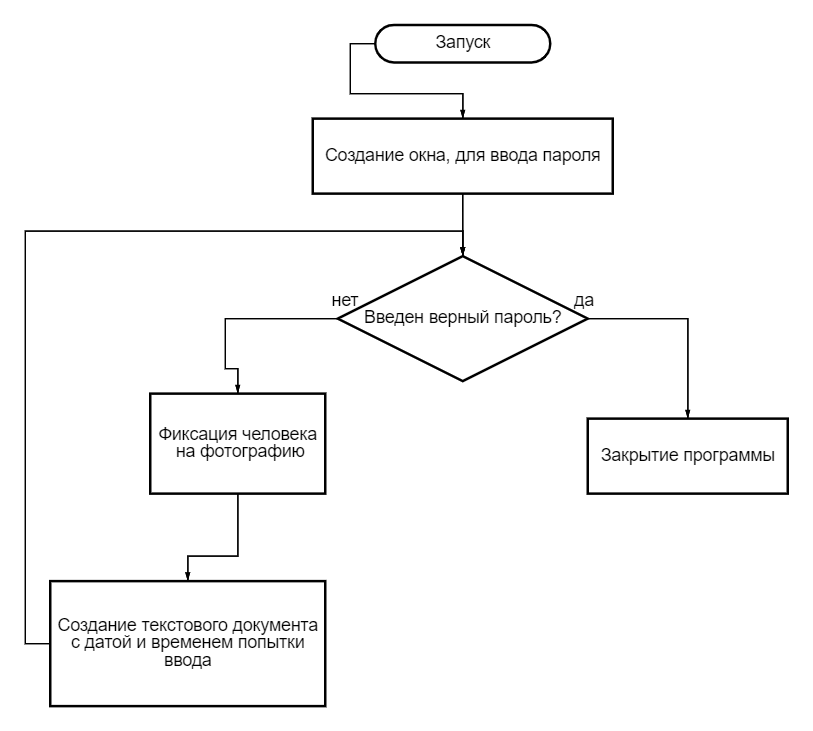 Запуск
Создание окна, для ввода пароля
нет
да
Введен верный пароль?
Фиксация человека
на фотографию
Закрытие программы
Создание текстового документа
с датой и временем попытки
ввода